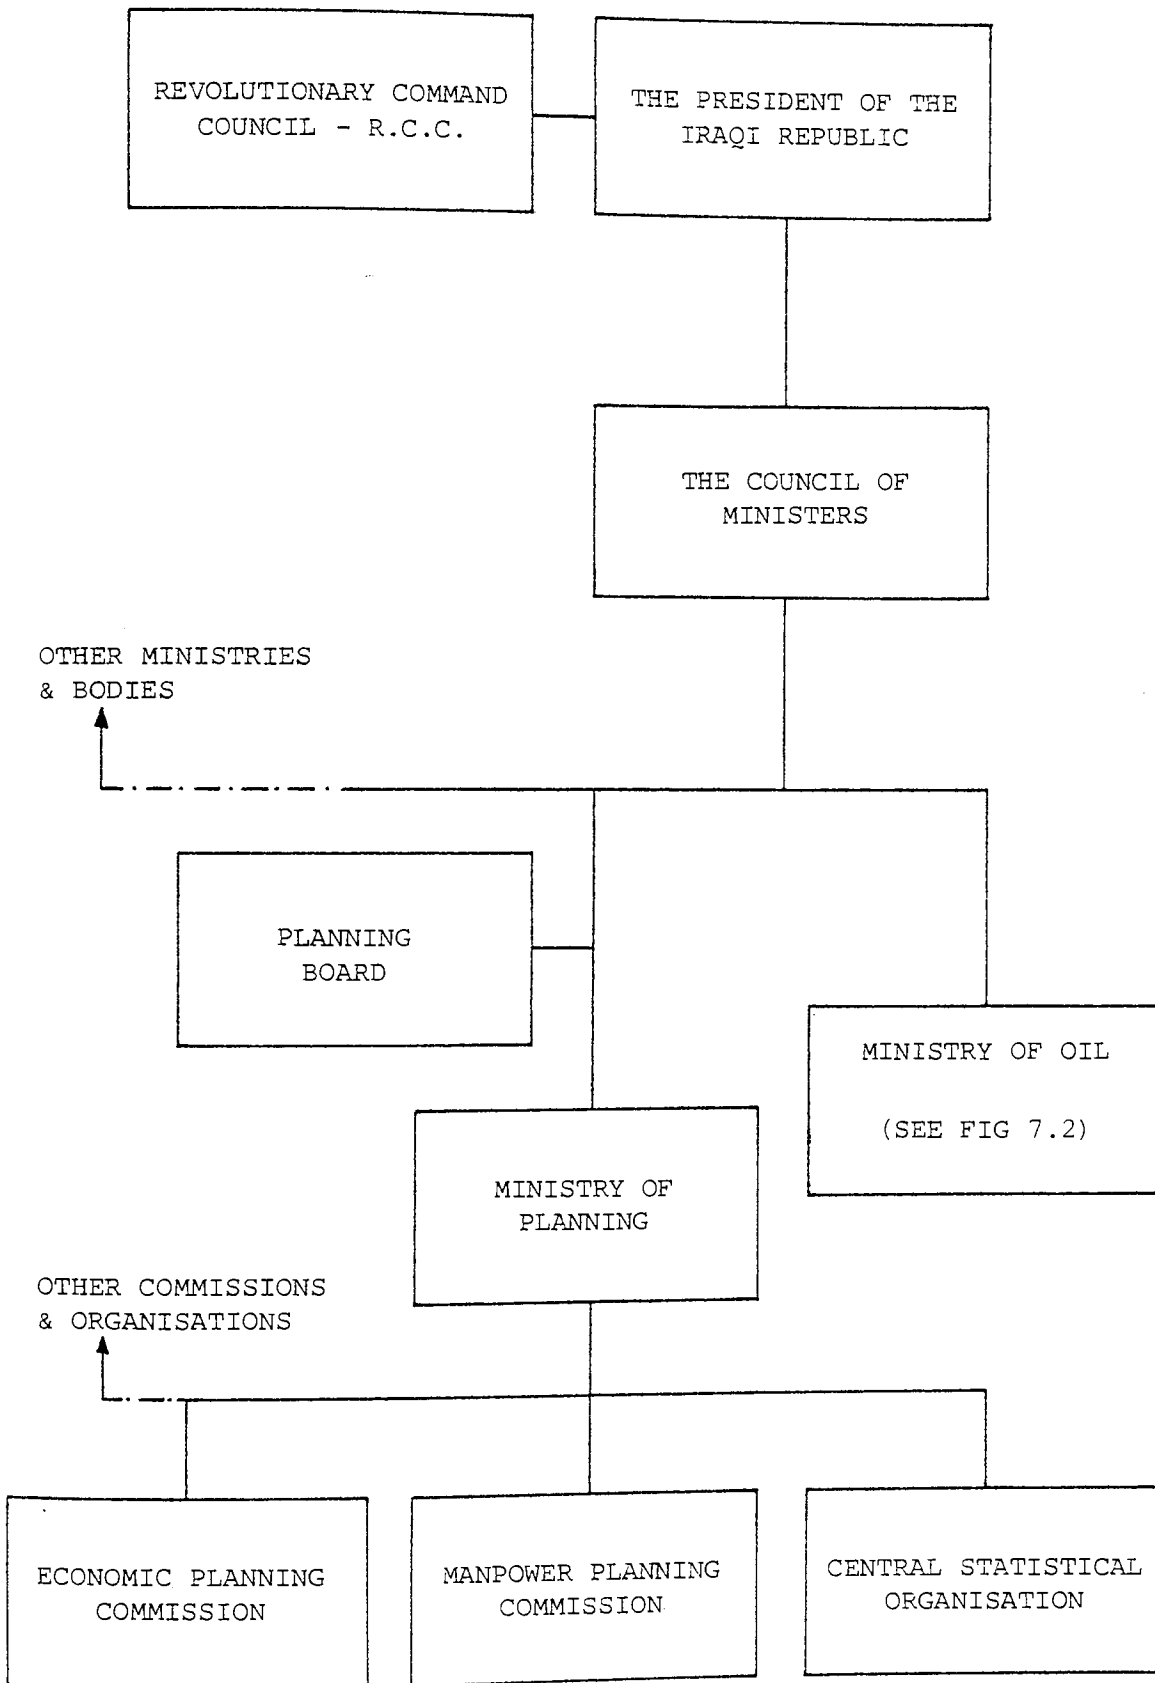 REVOLUTIONARY COMMAND
COUNCIL - R.C.C.
THE PRESIDENT OF THE
IRAQI REPUBLIC
THE COUNCIL OF
MINISTERS
OTHER MINISTRIES
& BODIES
PLANNING
BOARD
MINISTRY OF OIL
(SEE FIG 7.2)
MINISTRY OF
PLANNING
OTHER COMMISSIONS
& ORGANISATIONS
ECONOMIC PLANNING
COMMISSION
MANPOWER PLANNING
COMMISSION
CENTRAL STATISTICAL
ORGANISATION